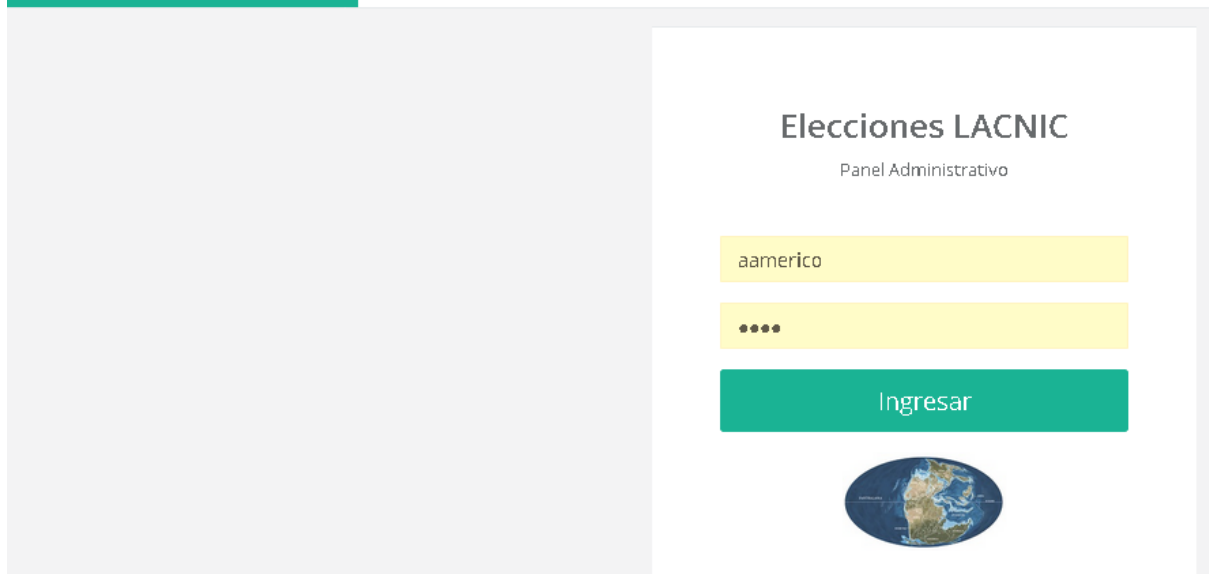 Elecciones LACNIC
Panel Administrativo
aamerico
••••
Ingresar